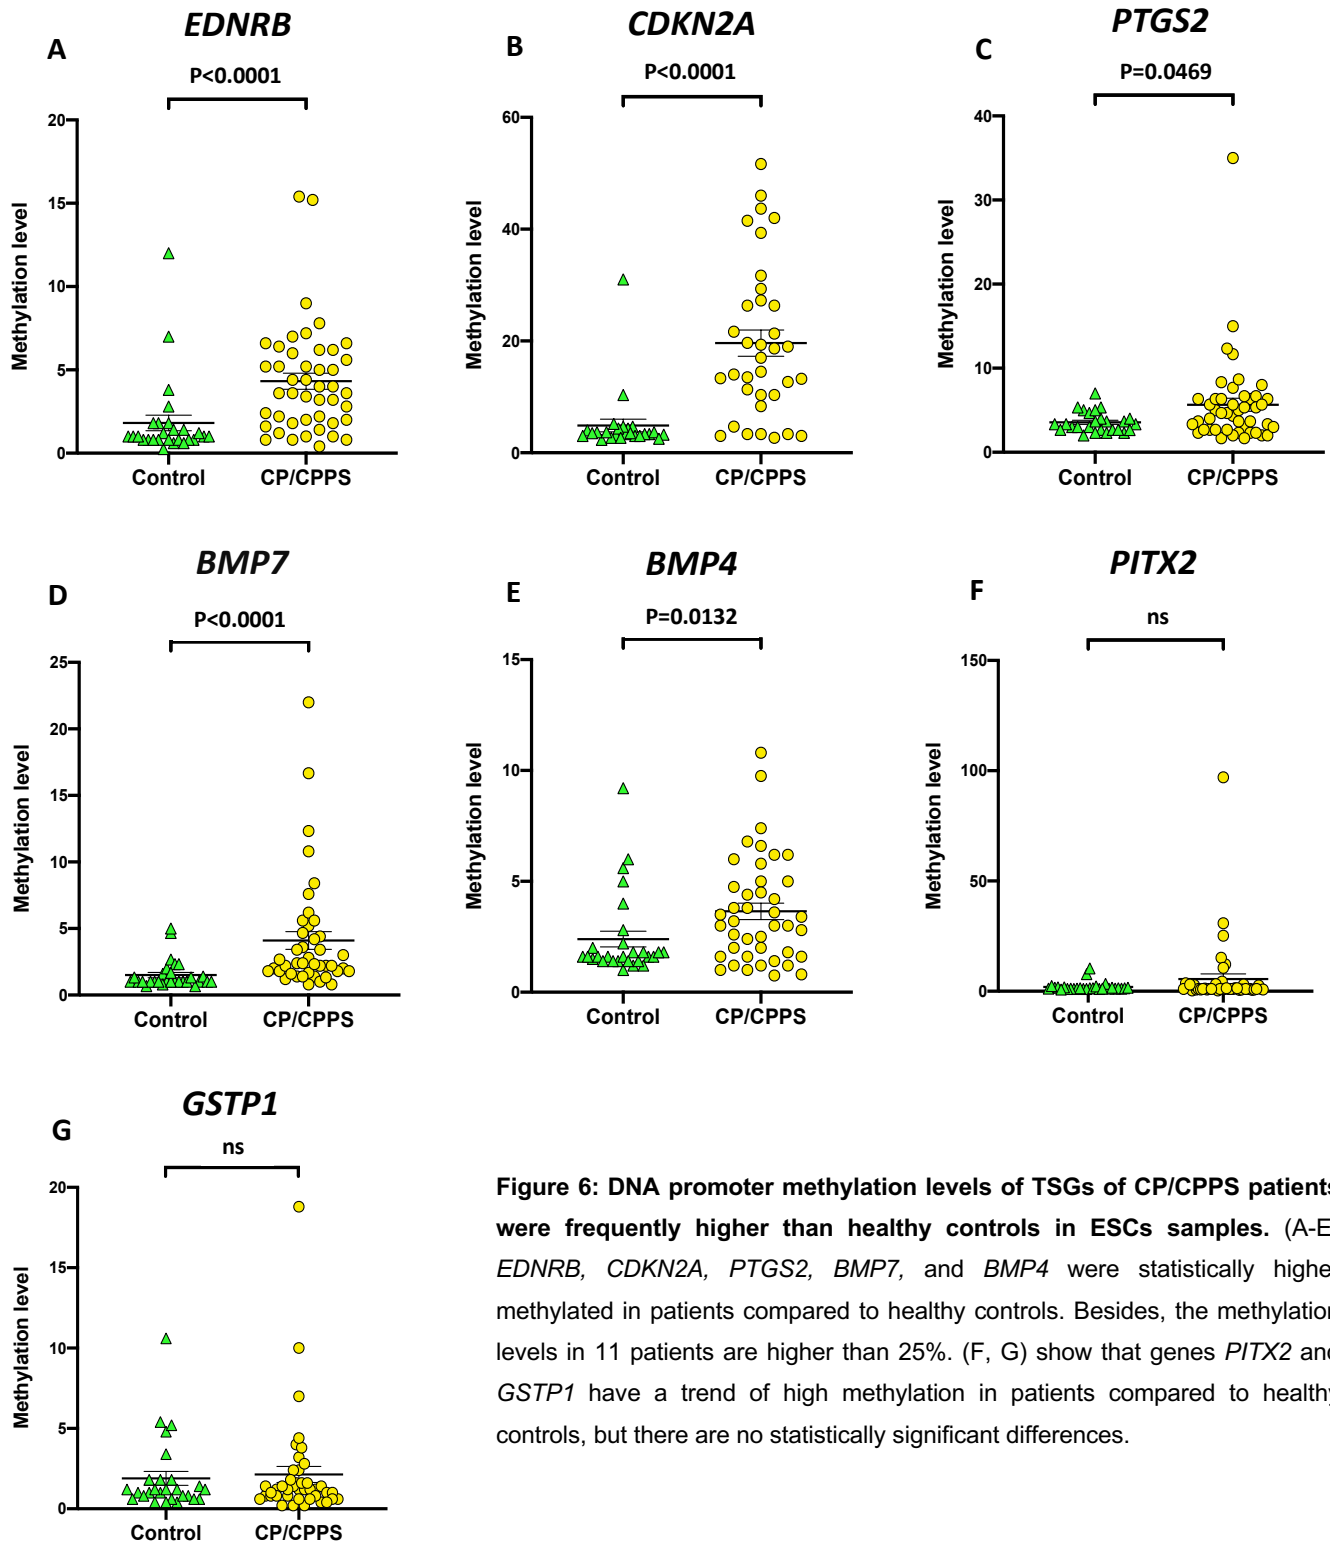 EDNRB
A
P<0.0001
20
15
10
5
0
Methylation level
Control
CP/CPPS
CDKN2A
B
P<0.0001
60
40
20
0
Methylation level
Control
CP/CPPS
PTGS2
C
P=0.0469
40
30
20
10
0
Methylation level
Control
CP/CPPS
BMP7
D
P<0.0001
25
20
15
10
5
0
Methylation level
Control
CP/CPPS
BMP4
E
P=0.0132
15
10
5
0
Methylation level
Control
CP/CPPS
PITX2
F
ns
150
100
50
0
Methylation level
Control
CP/CPPS
GSTP1
G
ns
20
15
10
5
0
Methylation level
Control
CP/CPPS
Figure 6: DNA promoter methylation levels of TSGs of CP/CPPS patients
were frequently higher than healthy controls in ESCs samples. (A-E
EDNRB, CDKN2A, PTGS2, BMP7, and BMP4 were statistically highe
methylated in patients compared to healthy controls. Besides, the methylation
levels in 11 patients are higher than 25%. (F, G) show that genes PITX2 and
GSTP1 have a trend of high methylation in patients compared to healthy
controls, but there are no statistically significant differences.